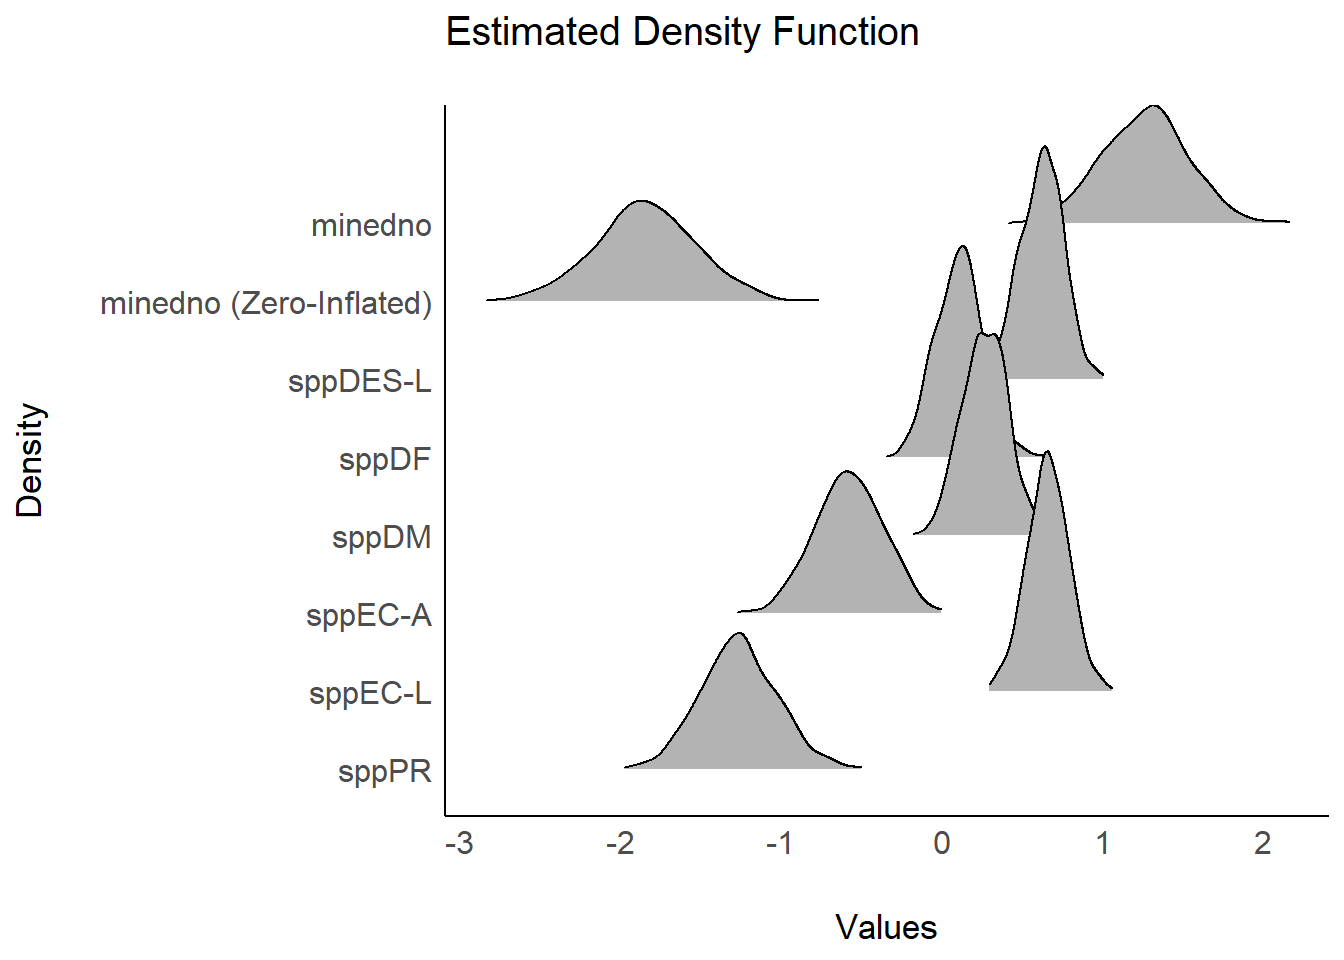 Estimated Density Function
minedno
minedno (Zero-Inflated)
sppDES-L
sppDF
sppDM
sppEC-A
sppEC-L
sppPR
Density
-3 -2 -1 0 1 2
Values